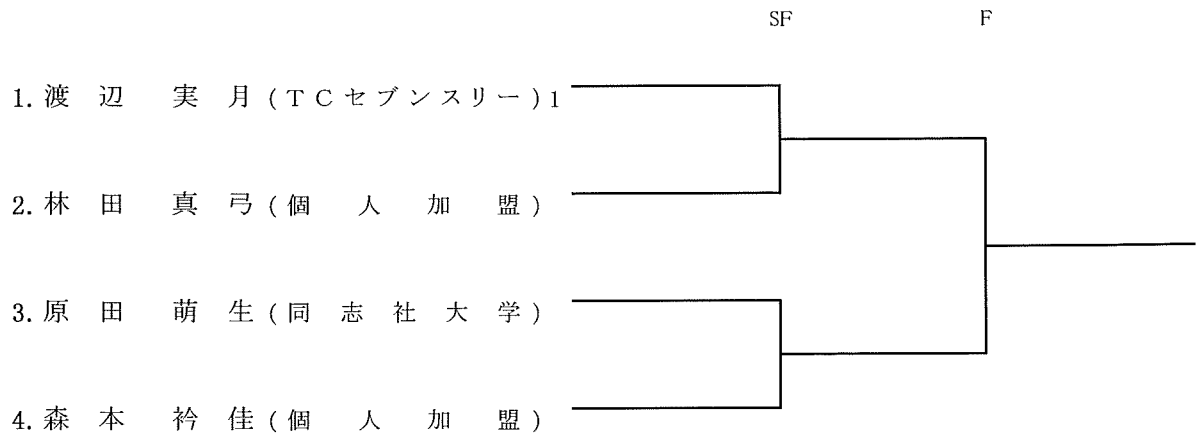 SF F
1. 渡辺 実月 (TCセブンスリー) 1
2. 林田 真弓 (個人加盟)
3. 原田 萌生 (同志社大学)
4. 森本 衿佳 (個人加盟)